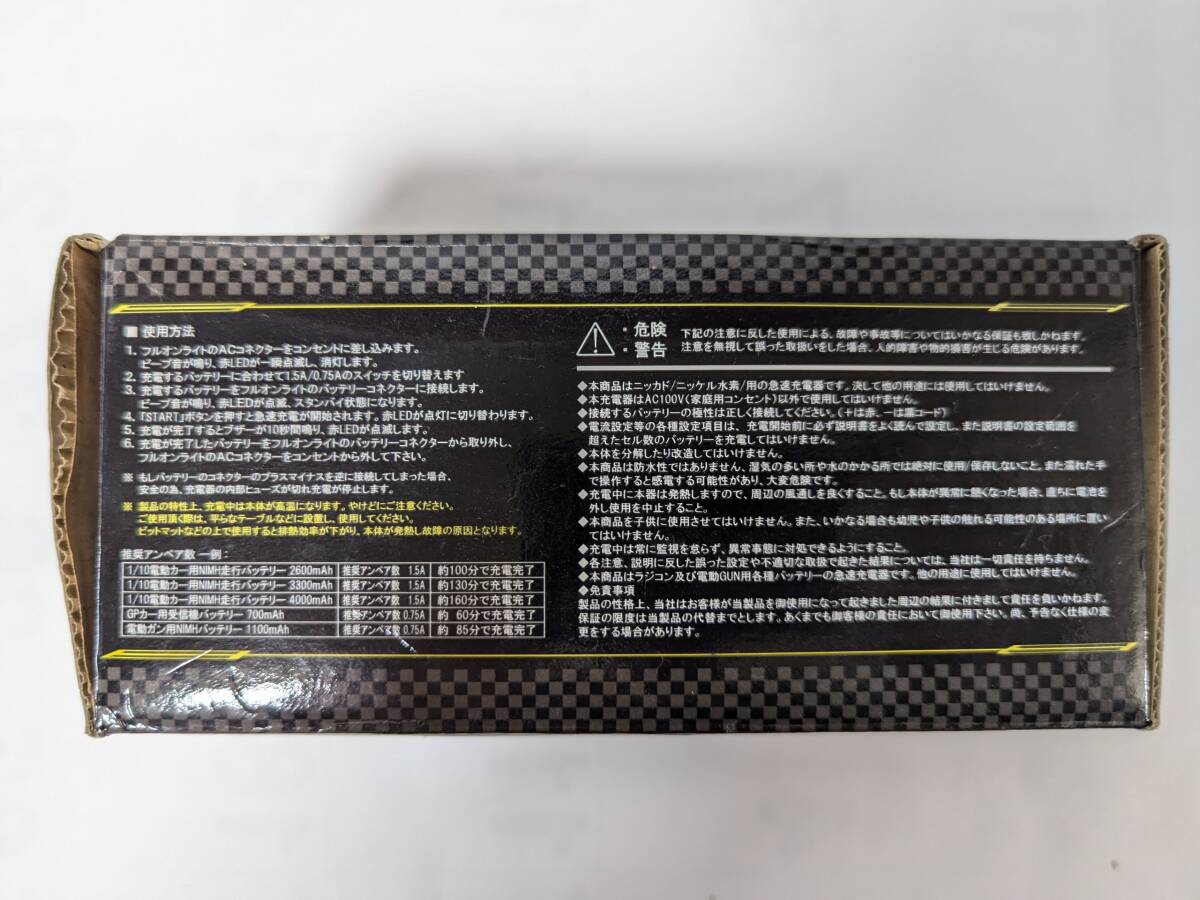 ■ 使用方法
1. フルオンライトのACコネクターをコンセントに差し込みます。
ビープ音が鳴り、赤LEDが一瞬点滅し、消灯します。
2. 充電するバッテリーに合わせて1.5A/0.75Aのスイッチを切り替えます
3. 充電するバッテリーをフルオンライトのバッテリーコネクターに接続します。
ビープ音が鳴り、赤LEDが点滅、スタンバイ状態になります。
4. 「START」ボタンを押すと急速充電が開始されます。赤LEDが点灯に切り替わります。
5. 充電が完了するとブザーが10秒間鳴り、赤LEDが点滅します。
6. 充電が完了したバッテリーをフルオンライトのバッテリーコネクターから取り外し、
フルオンライトのACコネクターをコンセントから外して下さい。
※ もしバッテリーのコネクターのプラスマイナスを逆に接続してしまった場合、
安全の為、充電器の内部ヒューズが切れ充電が停止します。
※ 製品の特性上、充電中は本体が高温になります。やけどにご注意ください。
ご使用頂く際は、平らなテーブルなどに設置し、使用してください。
ピットマットなどの上で使用すると排熱効率が下がり、本体が発熱し故障の原因となります。
推奨アンペア数 一例：
1/10電動カー用NIMH走行バッテリー 2600mAh 推奨アンペア数 1.5A 約100分で充電完了
1/10電動カー用NIMH走行バッテリー 3300mAh 推奨アンペア数 1.5A 約130分で充電完了
1/10電動カー用NIMH走行バッテリー 4000mAh 推奨アンペア数 1.5A 約160分で充電完了
GPカー用受信機バッテリー 700mAh 推奨アンペア数 0.75A 約 60分で充電完了
電動ガン用NIMHバッテリー 1100mAh 推奨アンペア数 0.75A 約 85分で充電完了
・危険
・警告
下記の注意に反した使用による、故障や事故等についてはいかなる保証も致しかねます。
注意を無視して誤った取扱いをした場合、人的障害や物的損害が生じる危険があります。
◆本商品はニッカド/ニッケル水素/用の急速充電器です。決して他の用途には使用してはいけません。
◆本充電器はAC100V(家庭用コンセント)以外で使用してはいけません。
◆接続するバッテリーの極性は正しく接続してください。(+は赤、-は黒コード)
◆電流設定等の各種設定項目は、充電開始前に必ず説明書をよく読んで設定し、また説明書の設定範囲を
超えたセル数のバッテリーを充電してはいけません。
◆本体を分解したり改造してはいけません。
◆本商品は防水性ではありません、湿気の多い所や水のかかる所では絶対に使用/保存しないこと。また濡れた手
で操作すると感電する可能性があり、大変危険です。
◆充電中に本器は発熱しますので、周辺の風通しを良くすること。もし本体が異常に熱くなった場合、直ちに電池を
外し使用を中止すること。
◆本商品を子供に使用させてはいけません。また、いかなる場合も幼児や子供の触れる可能性のある場所に置い
てはいけません。
◆充電中は常に監視を怠らず、異常事態に対処できるようにすること。
◆各注意、説明に反した誤った設定や不適切な取扱で起きた結果については、当社は一切責任を持ちません。
◆本商品はラジコン及び電動GUN用各種バッテリーの急速充電器です。他の用途に使用してはいけません。
◆免責事項
製品の性格上、当社はお客様が当製品を御使用になって起きました周辺の結果に付きまして責任を負いかねます。
保証の限度は当製品の代替までとします。あくまでも御客様の責任において御使用下さい。尚、予告なく仕様の変
更をする場合があります。